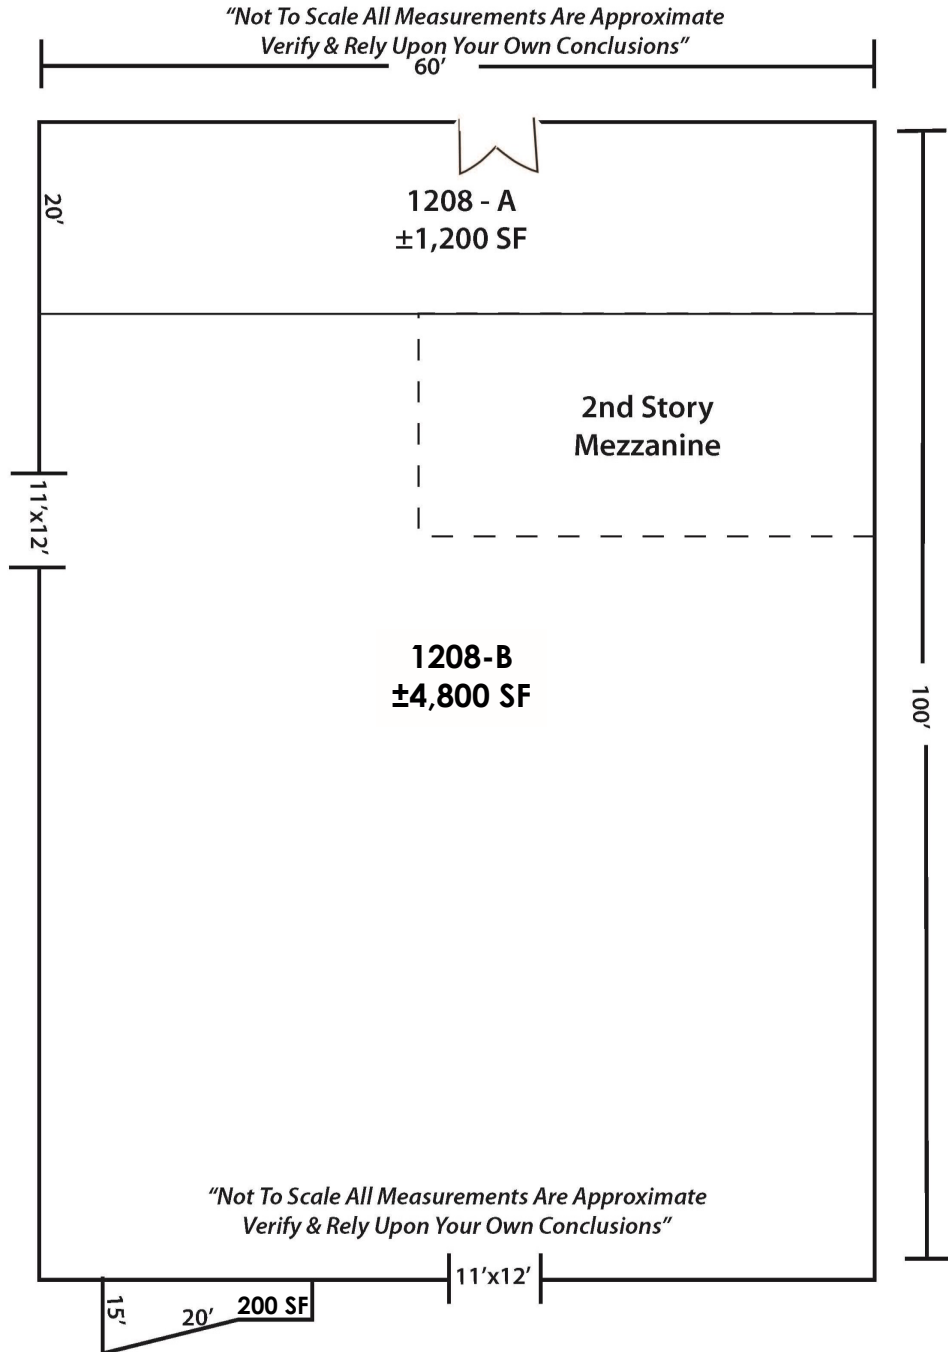 “Not To Scale All Measurements Are Approximate
Verify & Rely Upon Your Own Conclusions”
60’
20’
1208 - A
±1,200 SF
2nd Story
Mezzanine
11’x12’
1208-B
±4,800 SF
100’
“Not To Scale All Measurements Are Approximate
Verify & Rely Upon Your Own Conclusions”
11’x12’
15’
20’
200 SF